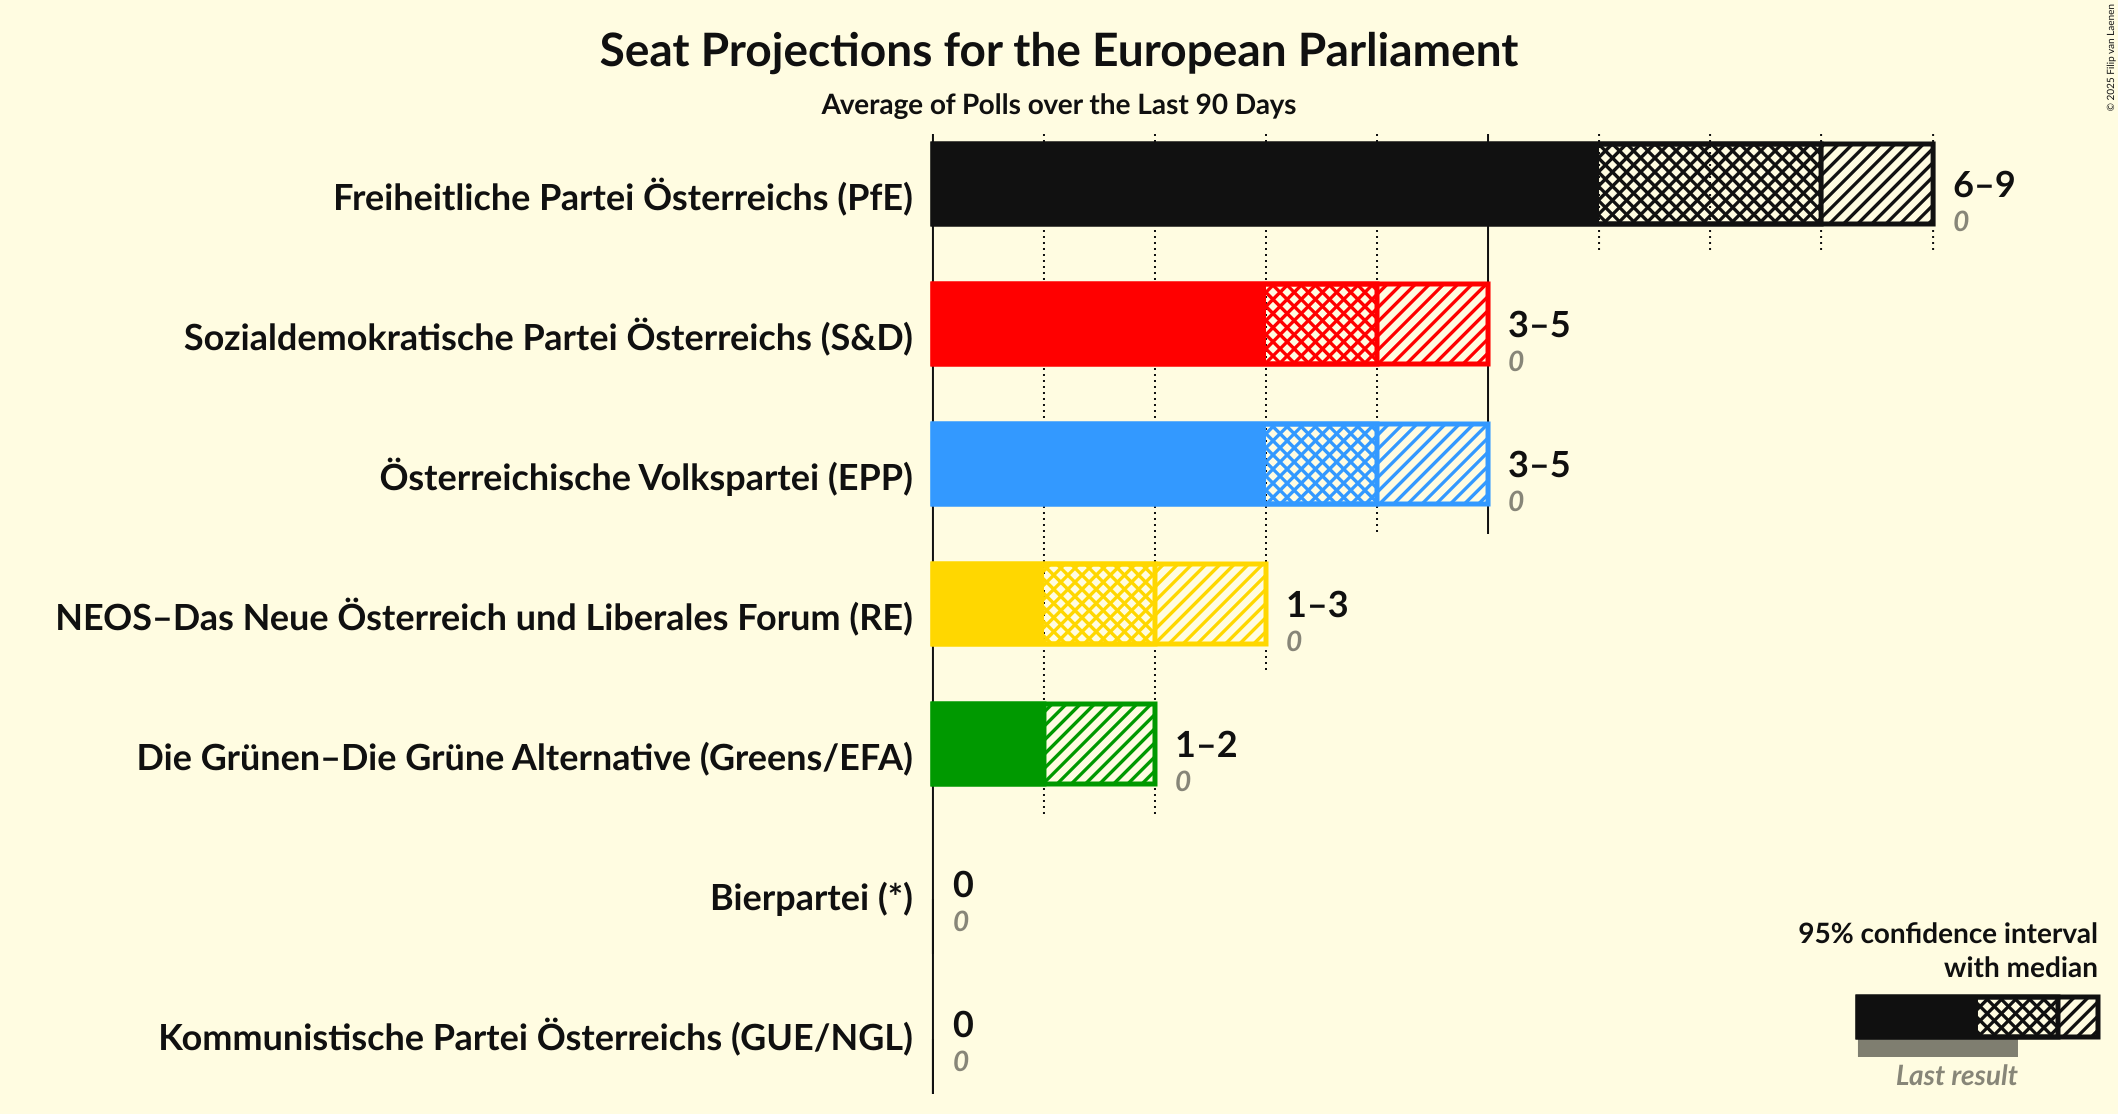 Seat Projections for the European Parliament
Average of Polls over the Last 90 Days
© 2025 Filip van Laenen
Freiheitliche Partei Österreichs (PfE)
6–9
0
Sozialdemokratische Partei Österreichs (S&D)
3–5
0
Österreichische Volkspartei (EPP)
3–5
0
NEOS–Das Neue Österreich und Liberales Forum (RE)
1–3
0
Die Grünen–Die Grüne Alternative (Greens/EFA)
1–2
0
Bierpartei (*)
0
0
Kommunistische Partei Österreichs (GUE/NGL)
0
0
95% confidence interval
with median
Last result